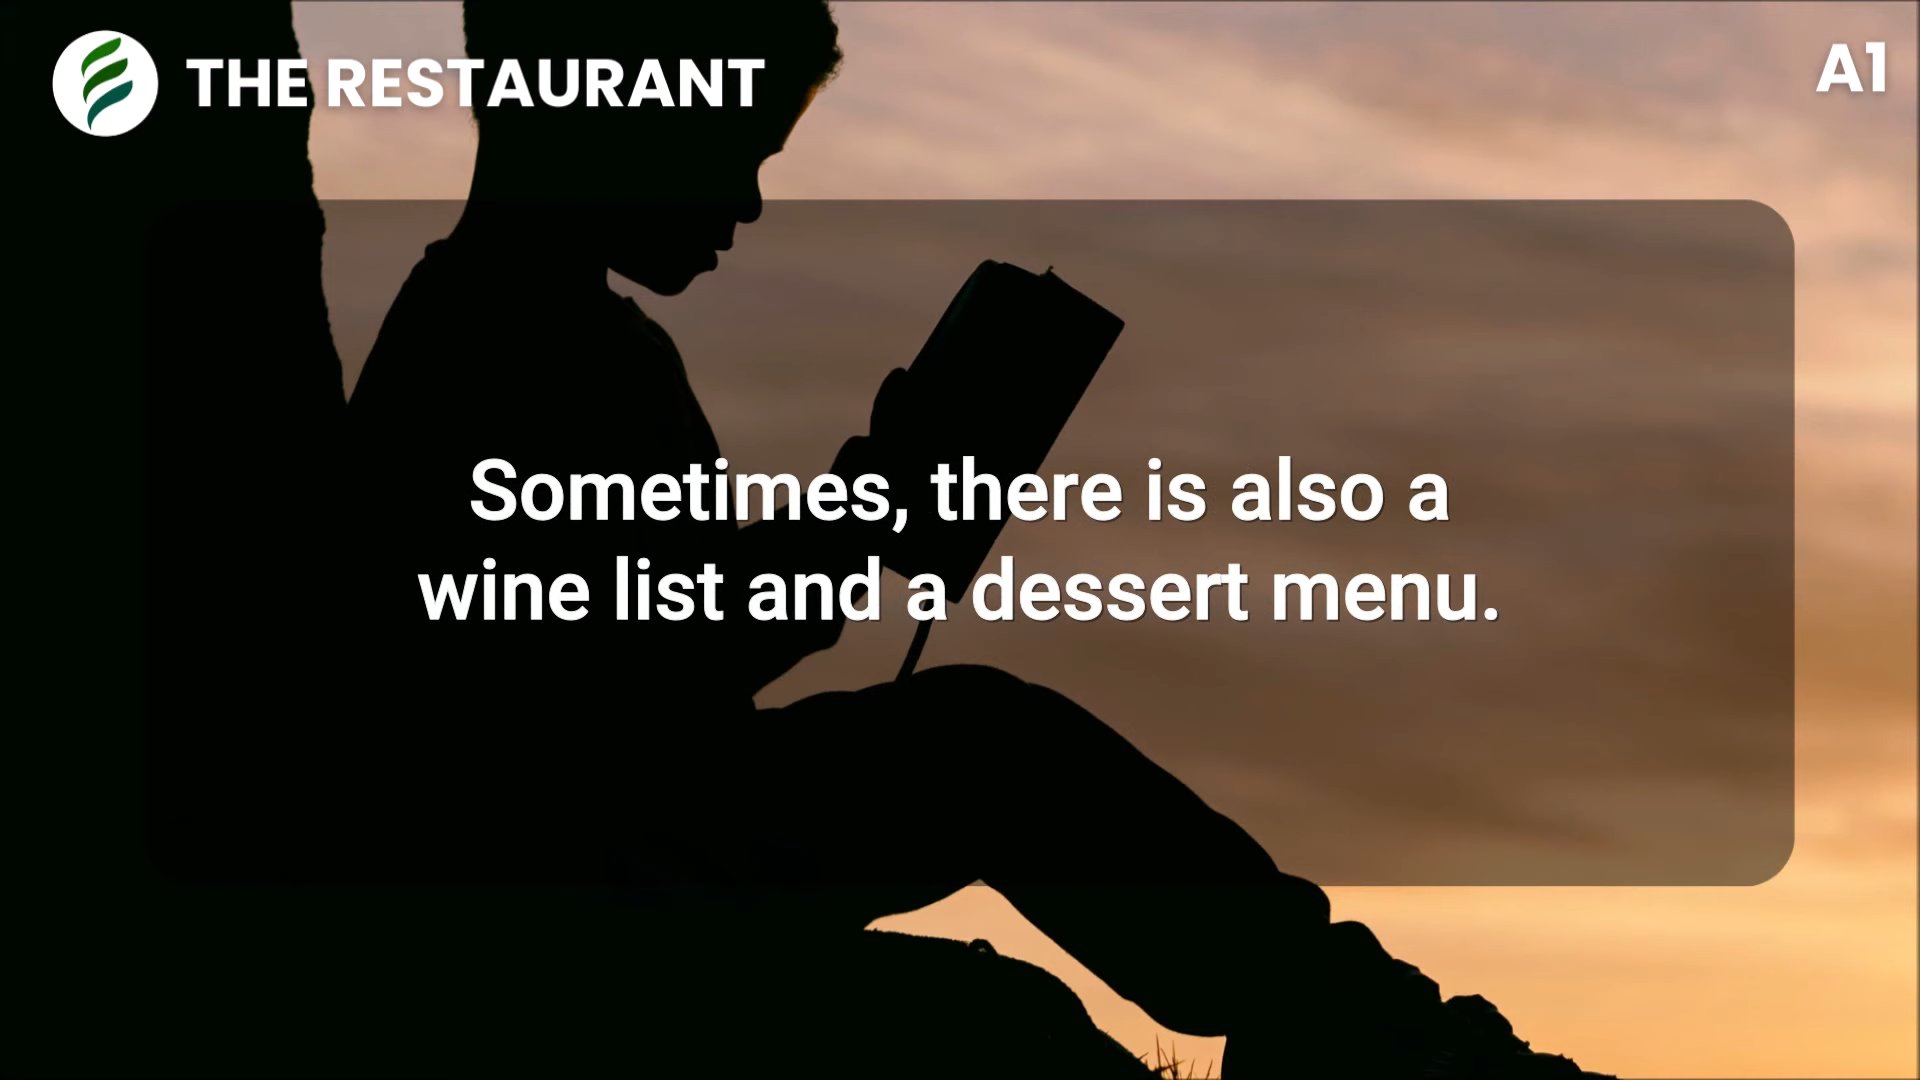 THE RESTAURANT
A1
Sometimes, there is also a
wine list and a dessert menu.